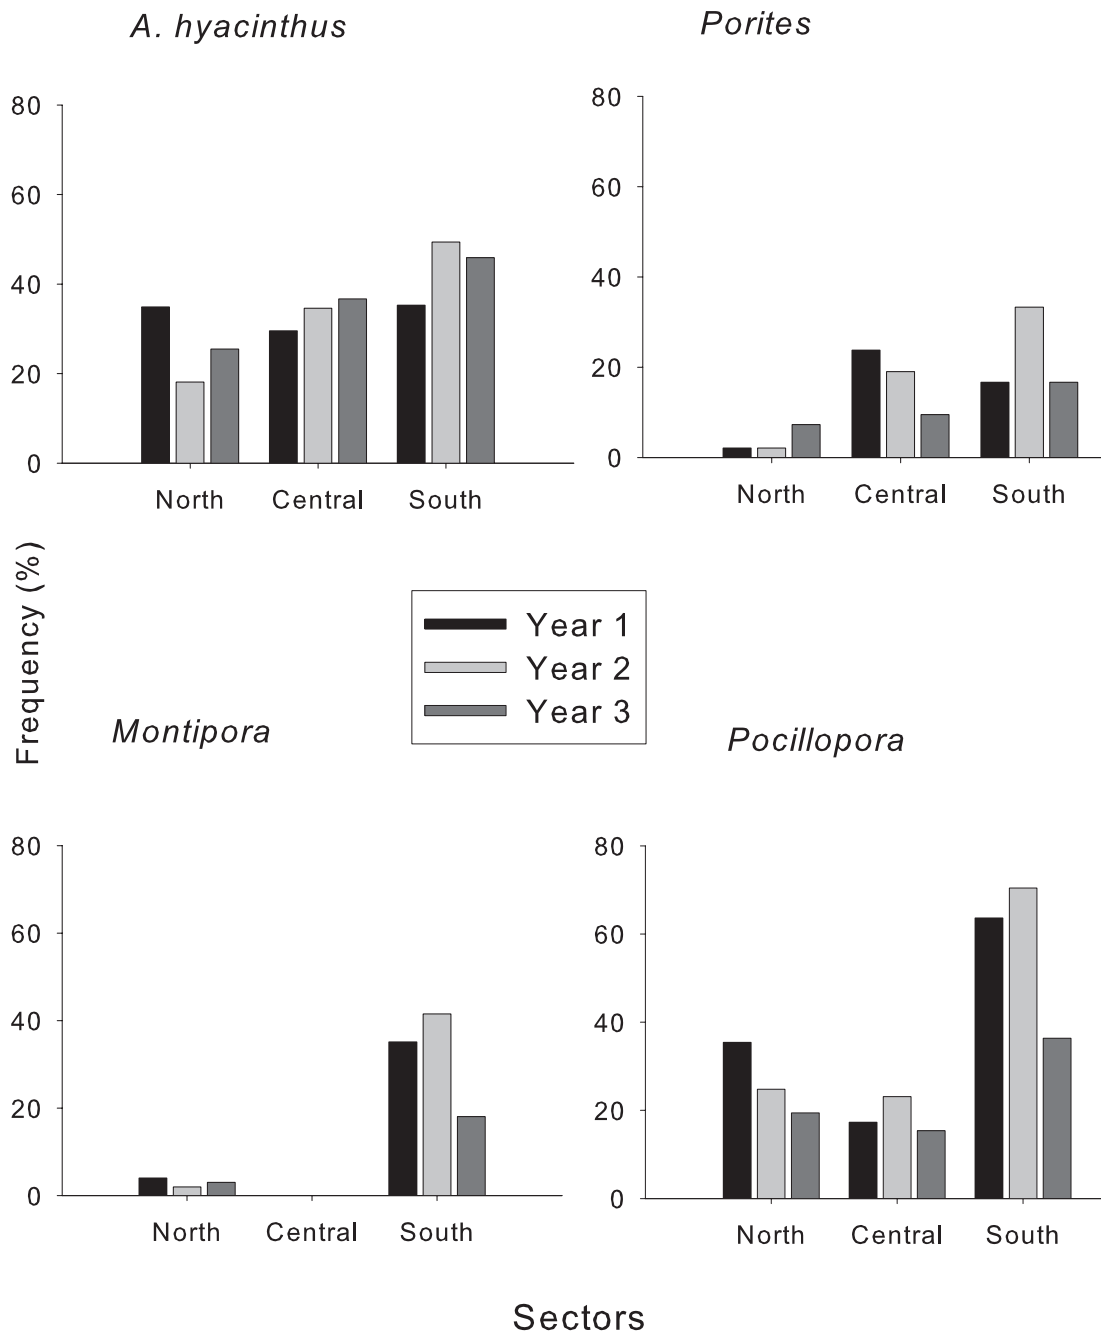 A. hyacinthus
Porites
80
60
40
20
0
North Central South
80
60
40
20
0
North Central South
Frequency (%)
Year 1
Year 2
Year 3
Montipora
Pocillopora
80
60
40
20
0
North Central South
80
60
40
20
0
North Central South
Sectors